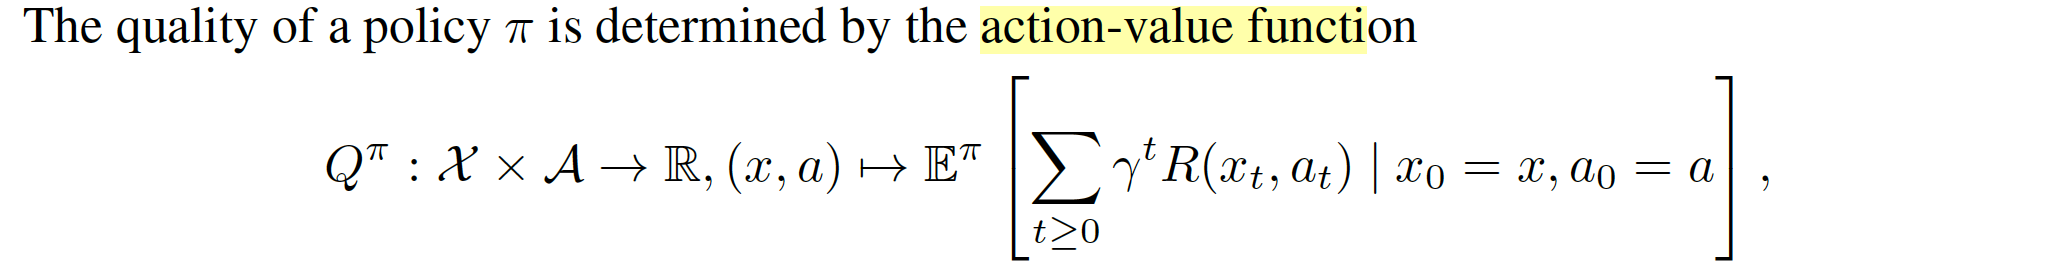 The quality of a policy π is determined by the action-value function
Q^π : 𝒳 × 𝒜 → ℝ, (x, a) ↦ 𝔼^π [ ∑_{t≥0} γ^t R(x_t, a_t) | x_0 = x, a_0 = a ] ,